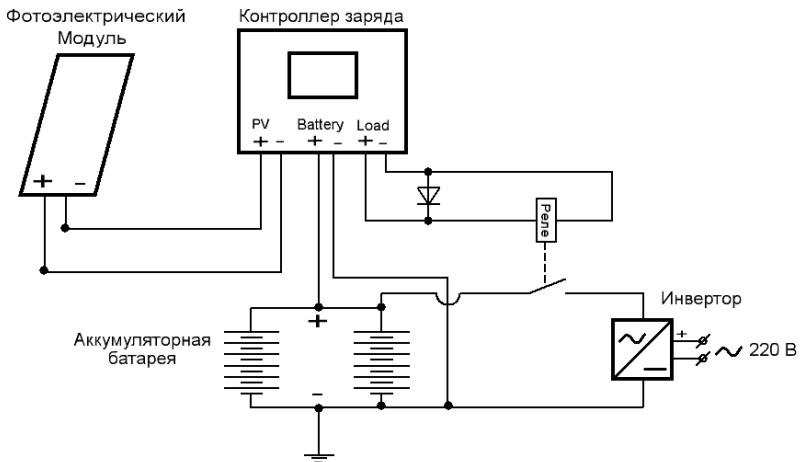 Фотоэлектрический
Модуль
Контроллер заряда
PV Battery Load
+ − + − + −
+ −
Реле
Инвертор
Аккумуляторная
батарея
+
−
+
220 В